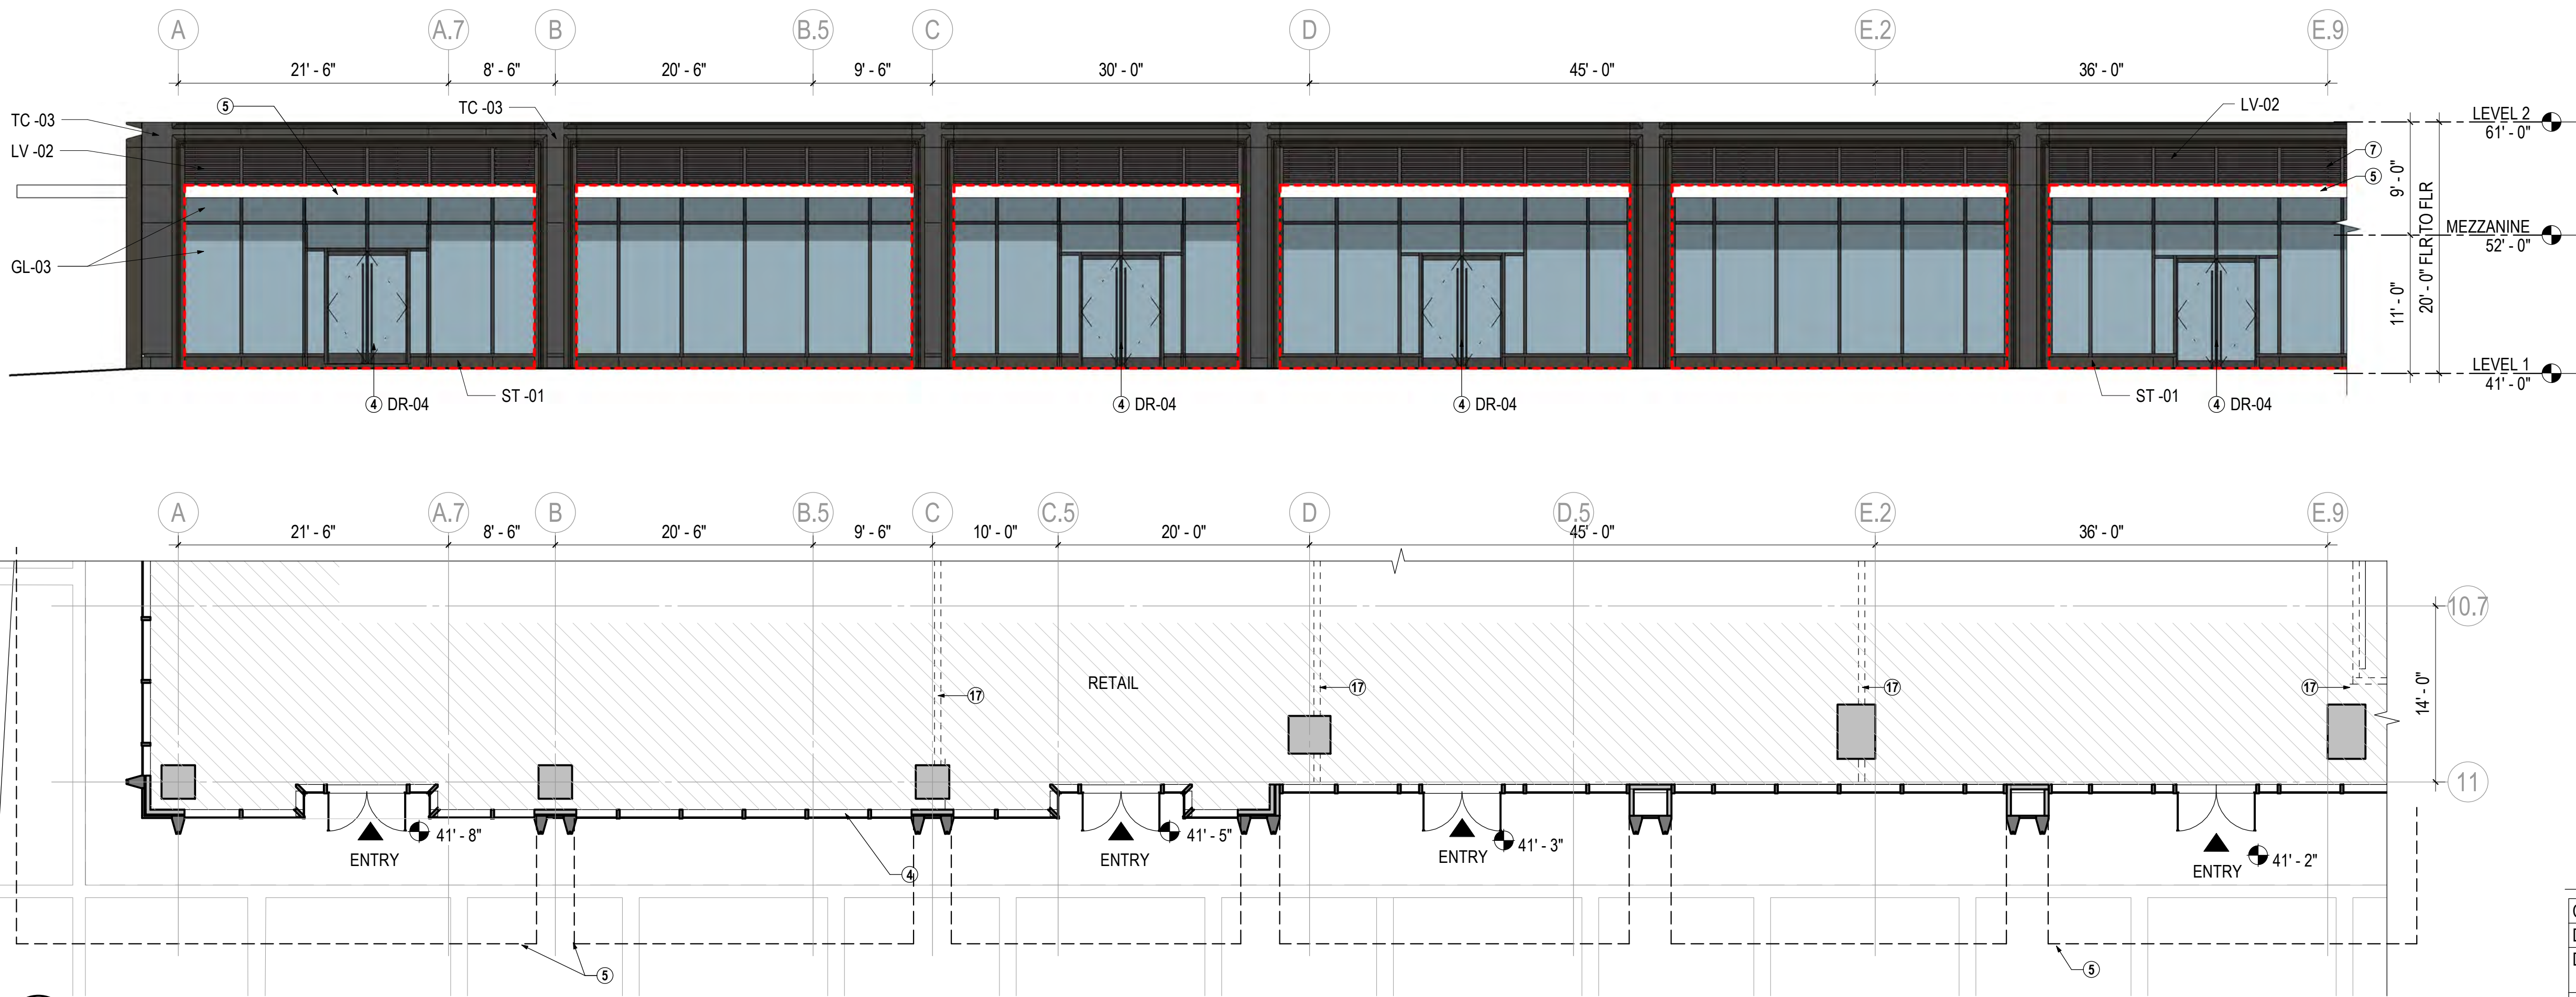 A A.7 B B.5 C D E.2 E.9
21' - 6" 8' - 6" 20' - 6" 9' - 6" 30' - 0" 45' - 0" 36' - 0"
5 TC -03 LV-02
TC -03
LV -02
LEVEL 2
61' - 0"
7
5
9' - 0"
GL-03
MEZZANINE
52' - 0"
11' - 0"
20' - 0" FLR TO FLR
LEVEL 1
41' - 0"
ST -01 ST -01
4 DR-04 4 DR-04 4 DR-04 4 DR-04
A A.7 B B.5 C C.5 D D.5 E.2 E.9
21' - 6" 8' - 6" 20' - 6" 9' - 6" 10' - 0" 20' - 0" 45' - 0" 36' - 0"
10.7
RETAIL
17 17 17 17
14' - 0"
11
41' - 8" 41' - 5" 41' - 3" 41' - 2"
ENTRY ENTRY ENTRY ENTRY
4
5 5